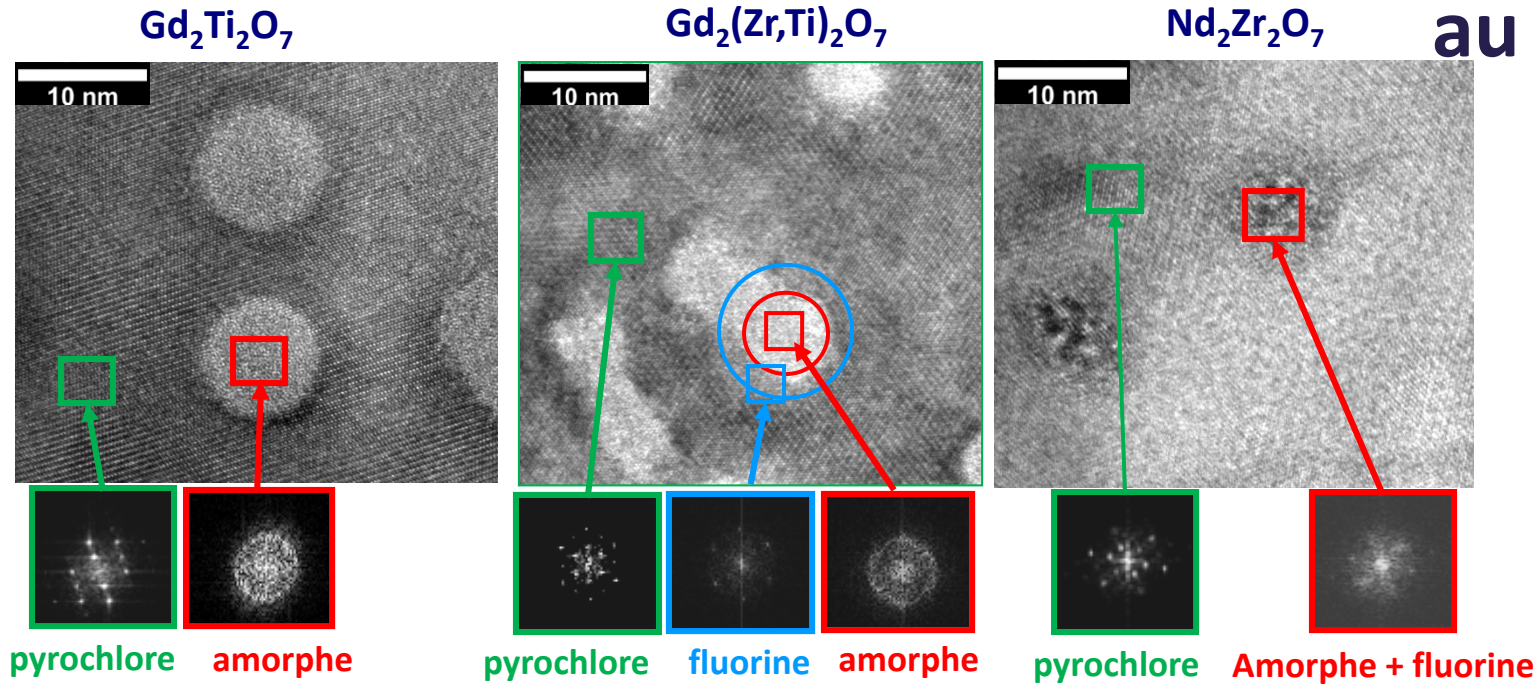 Gd₂Ti₂O₇
Gd₂(Zr,Ti)₂O₇
Nd₂Zr₂O₇
au
10 nm
10 nm
10 nm
pyrochlore
amorphe
pyrochlore
fluorine
amorphe
pyrochlore
Amorphe + fluorine